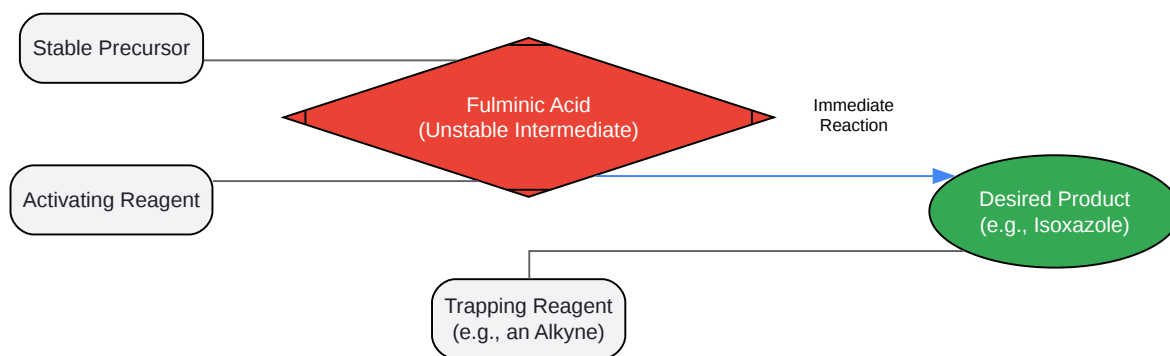 Stable Precursor
Fulminic Acid
(Unstable Intermediate)
Immediate
Reaction
Activating Reagent
Desired Product
(e.g., Isoxazole)
Trapping Reagent
(e.g., an Alkyne)